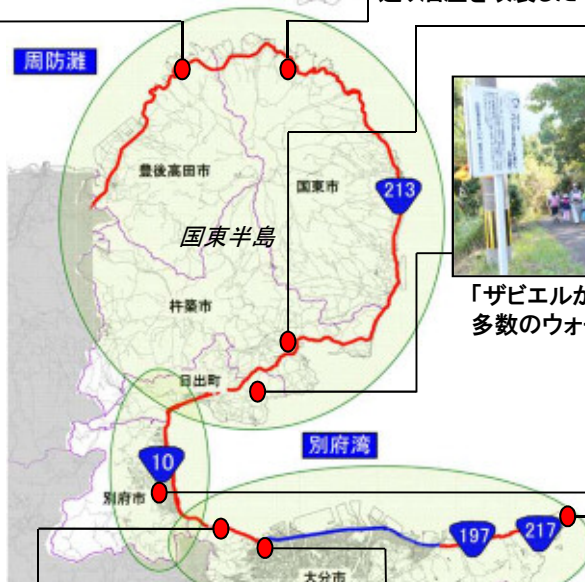 周防灘
豊後高田市
国東市
213
国東半島
杵築市
「ザビエルが
多数のウォー
日出町
別府湾
10
別府市
197
217
大分市